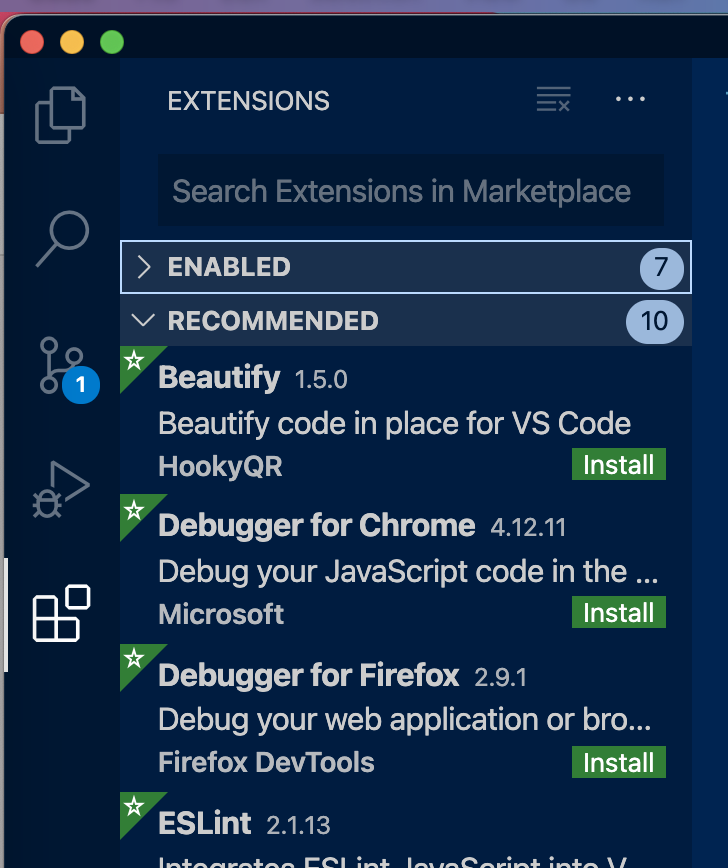 EXTENSIONS
Search Extensions in Marketplace
ENABLED 7
RECOMMENDED 10
Beautify 1.5.0
Beautify code in place for VS Code
HookyQR Install
1
Debugger for Chrome 4.12.11
Debug your JavaScript code in the ...
Microsoft Install
Debugger for Firefox 2.9.1
Debug your web application or bro...
Firefox DevTools Install
ESLint 2.1.13
Integrates ESLint JavaScript into V